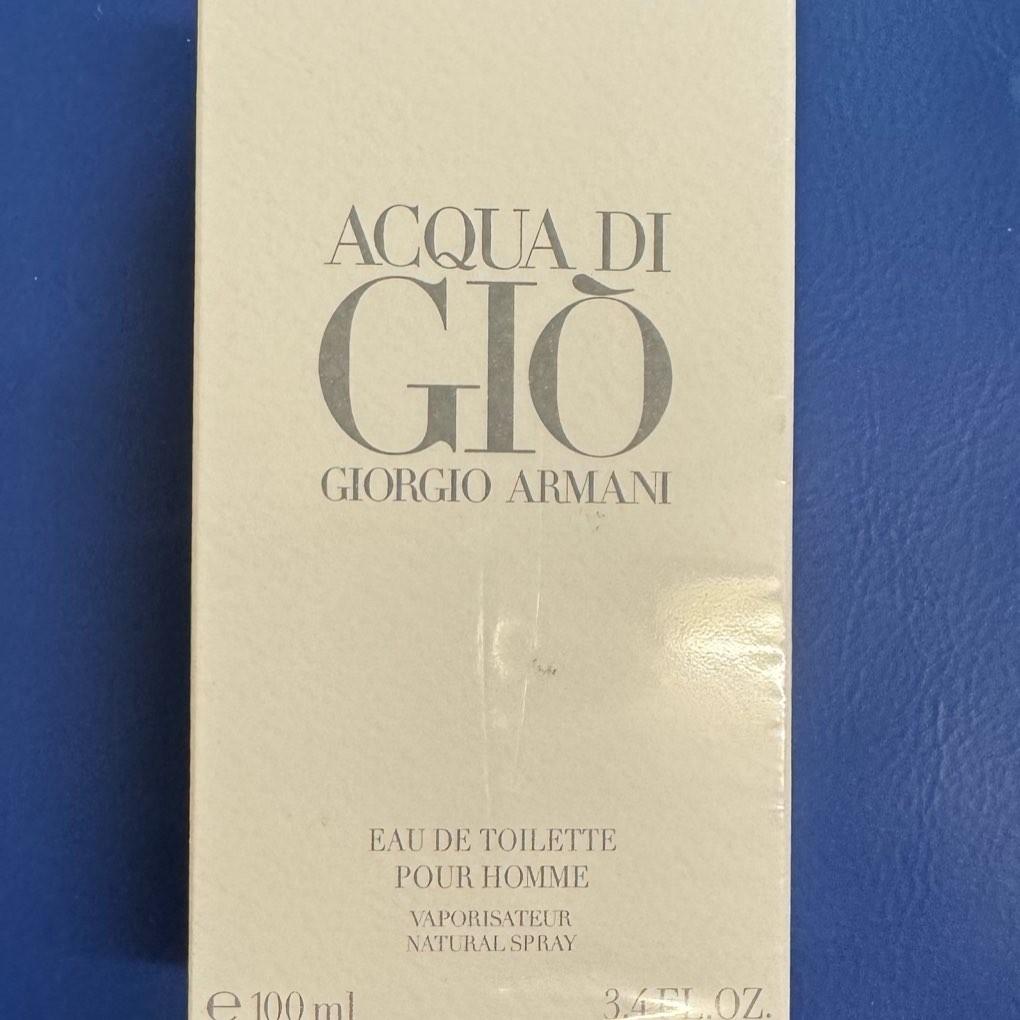 ACQUA DI
GIÒ
GIORGIO ARMANI
EAU DE TOILETTE
POUR HOMME
VAPORISATEUR
NATURAL SPRAY
℮ 100 ml 3.4 FL.OZ.